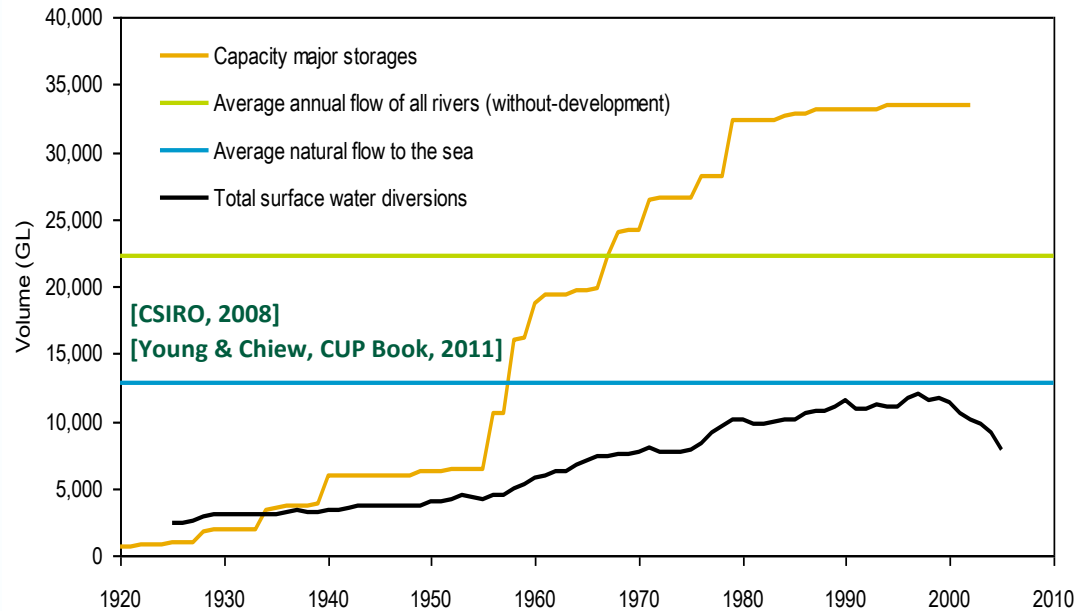 40,000
35,000
30,000
25,000
20,000
15,000
10,000
5,000
0
Volume (GL)
Capacity major storages
Average annual flow of all rivers (without-development)
Average natural flow to the sea
Total surface water diversions
[CSIRO, 2008]
[Young & Chiew, CUP Book, 2011]
1920 1930 1940 1950 1960 1970 1980 1990 2000 2010